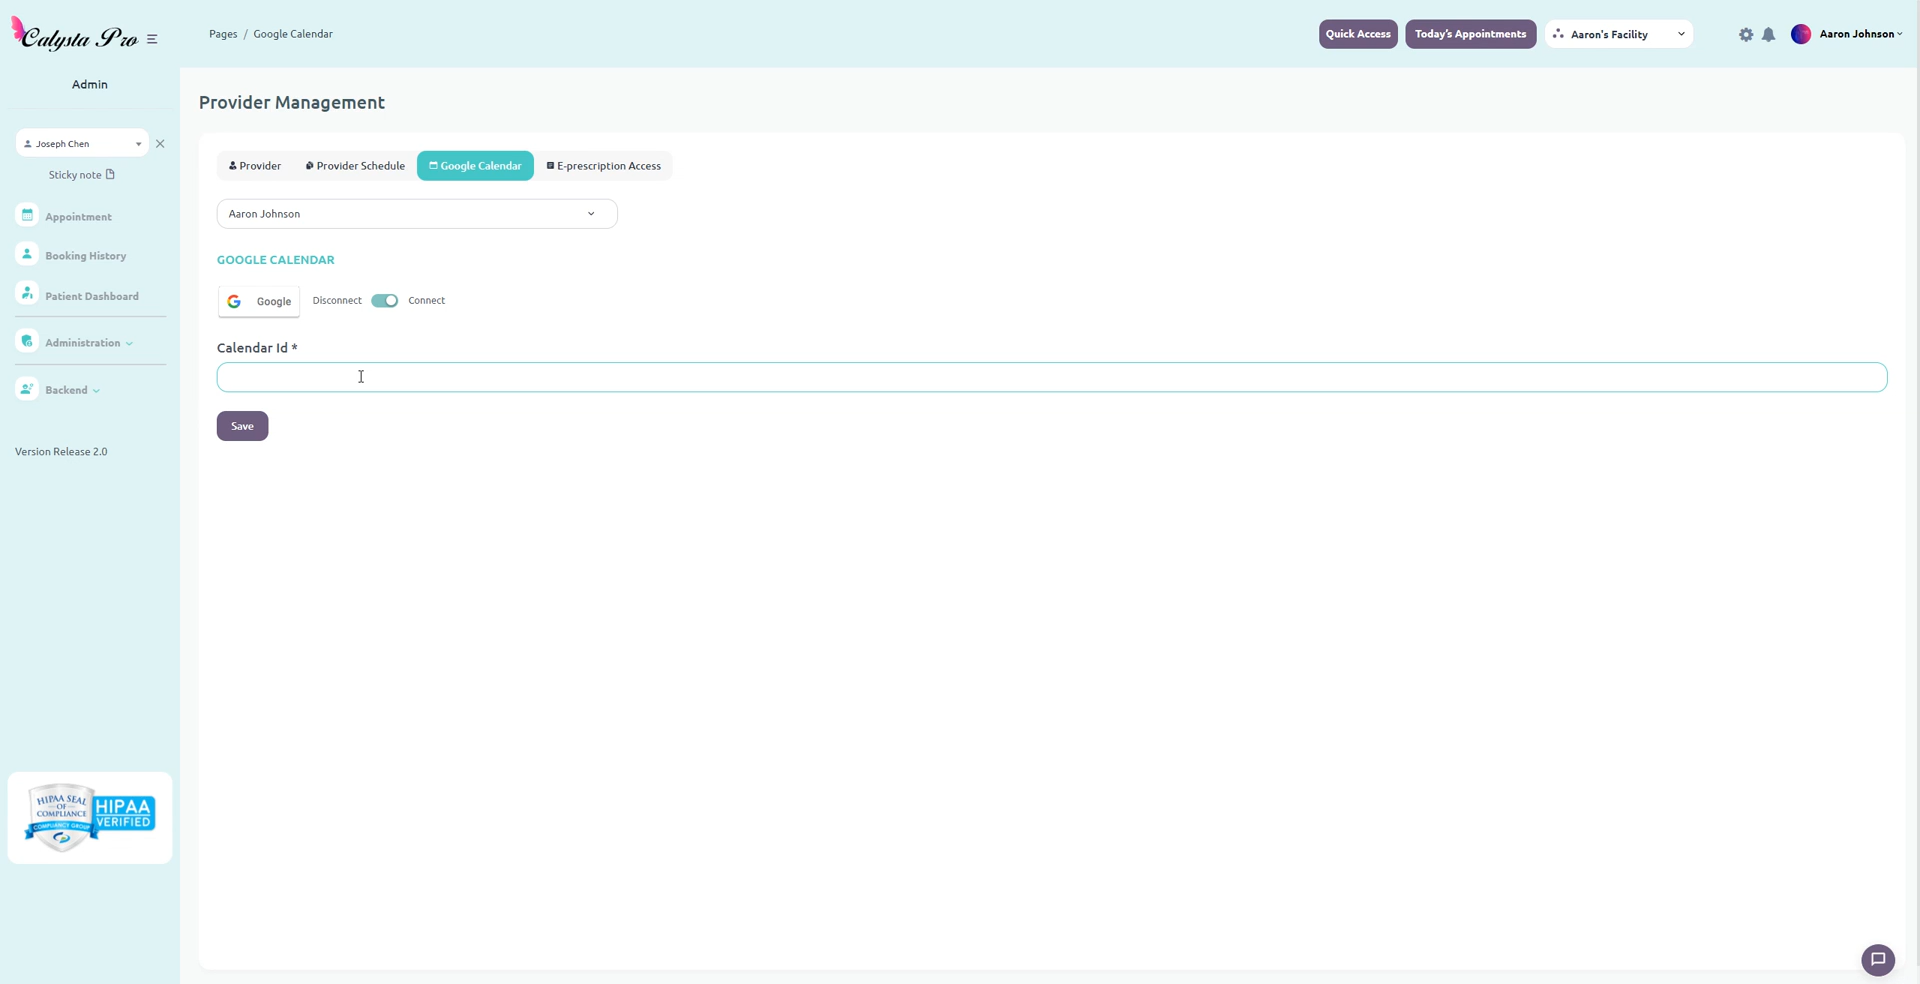 Calysta Pro
Pages / Google Calendar
Quick Access
Today's Appointments
Aaron's Facility
Aaron Johnson
Admin
Joseph Chen
Sticky note
Appointment
Booking History
Patient Dashboard
Administration
Backend
Version Release 2.0
HIPAA SEAL
OF
COMPLIANCE
COMPLIANCY GROUP
HIPAA
VERIFIED
Provider Management
Provider
Provider Schedule
Google Calendar
E-prescription Access
Aaron Johnson
GOOGLE CALENDAR
Google
Disconnect
Connect
Calendar Id *
Save